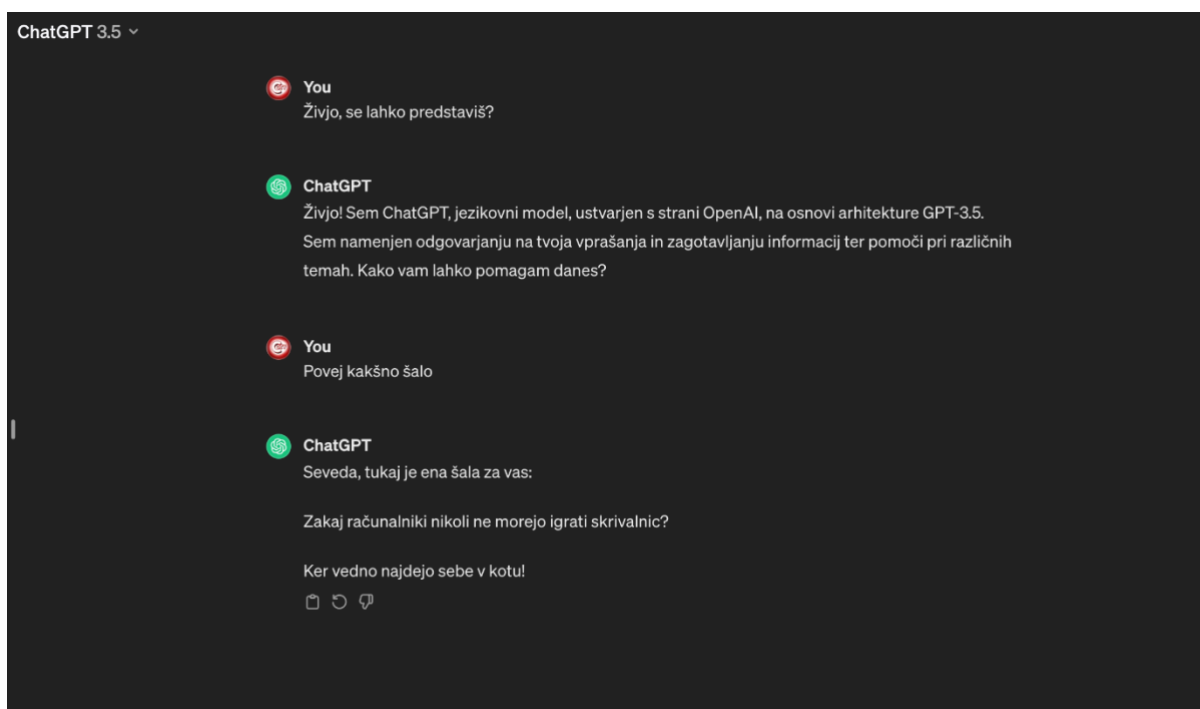 ChatGPT 3.5
You
Živjo, se lahko predstaviš?
ChatGPT
Živjo! Sem ChatGPT, jezikovni model, ustvarjen s strani OpenAI, na osnovi arhitekture GPT-3.5.
Sem namenjen odgovarjanju na tvoja vprašanja in zagotavljanju informacij ter pomoči pri različnih
temah. Kako vam lahko pomagam danes?
You
Povej kakšno šalo
ChatGPT
Seveda, tukaj je ena šala za vas:
Zakaj računalniki nikoli ne morejo igrati skrivalnic?
Ker vedno najdejo sebe v kotu!